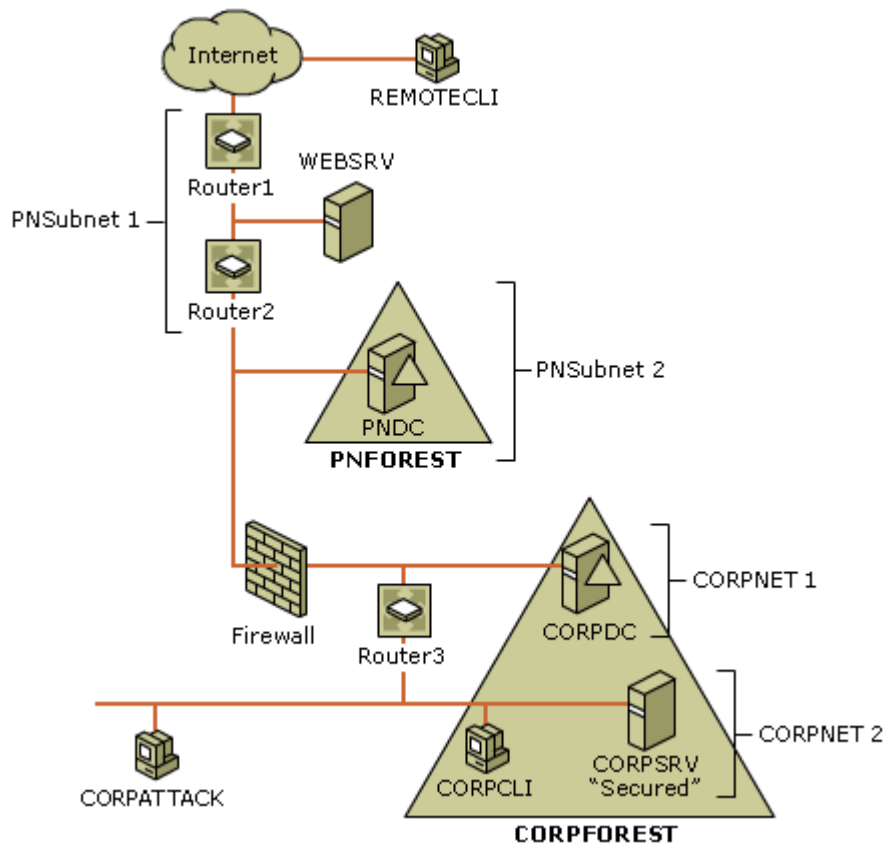 Internet
REMOTECLI
Router1
WEBSRV
PNSubnet 1
Router2
PNSubnet 2
PNDC
PNFOREST
CORPNET 1
Firewall
CORPDC
Router3
CORPNET 2
CORPATTACK
CORPCLI
CORPSRV
“Secured”
CORPFOREST